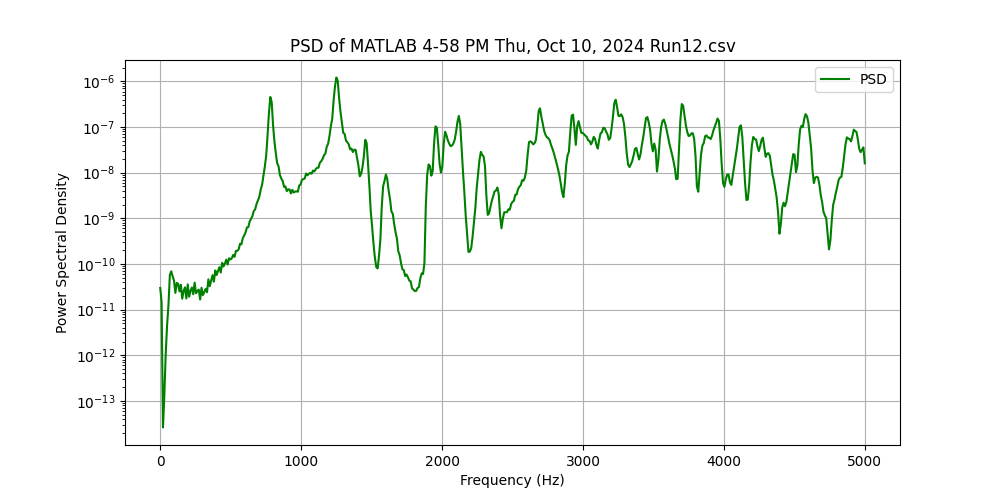 PSD of MATLAB 4-58 PM Thu, Oct 10, 2024 Run12.csv
PSD
Power Spectral Density
10⁻⁶
10⁻⁷
10⁻⁸
10⁻⁹
10⁻¹⁰
10⁻¹¹
10⁻¹²
10⁻¹³
0 1000 2000 3000 4000 5000
Frequency (Hz)